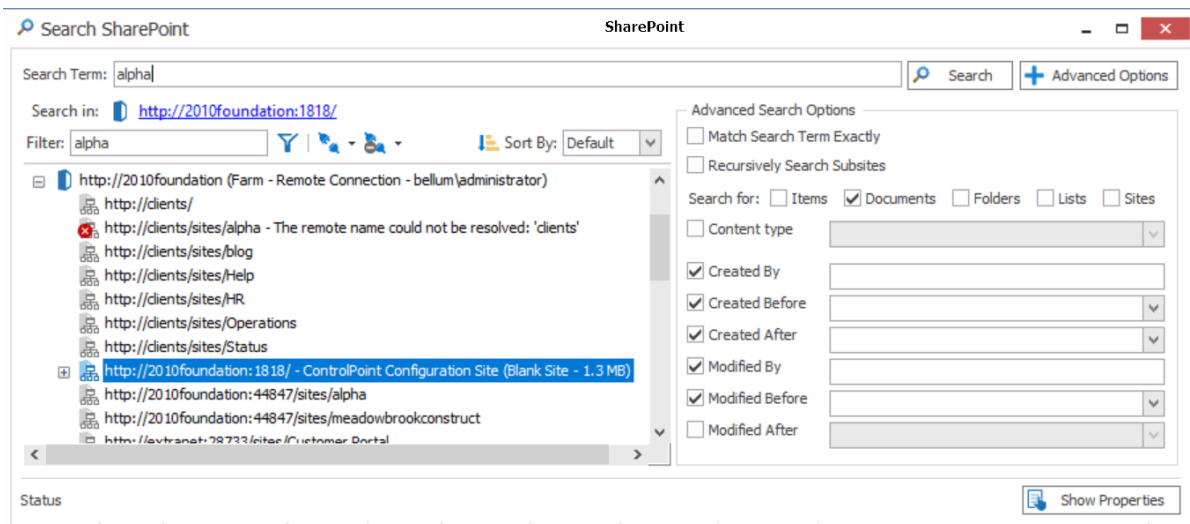 Search SharePoint
SharePoint
Search Term: alpha
Search
Advanced Options
Search in: http://2010foundation:1818/
Filter: alpha
Sort By: Default
http://2010foundation (Farm - Remote Connection - bellum\administrator)
http://clients/
http://clients/sites/alpha - The remote name could not be resolved: 'clients'
http://clients/sites/blog
http://clients/sites/Help
http://clients/sites/HR
http://clients/sites/Operations
http://clients/sites/Status
http://2010foundation:1818/ - ControlPoint Configuration Site (Blank Site - 1.3 MB)
http://2010foundation:44847/sites/alpha
http://2010foundation:44847/sites/meadowbrookconstruct
http://extranet:28733/sites/Customer Portal
Advanced Search Options
Match Search Term Exactly
Recursively Search Subsites
Search for: Items Documents Folders Lists Sites
Content type
Created By
Created Before
Created After
Modified By
Modified Before
Modified After
Status
Show Properties